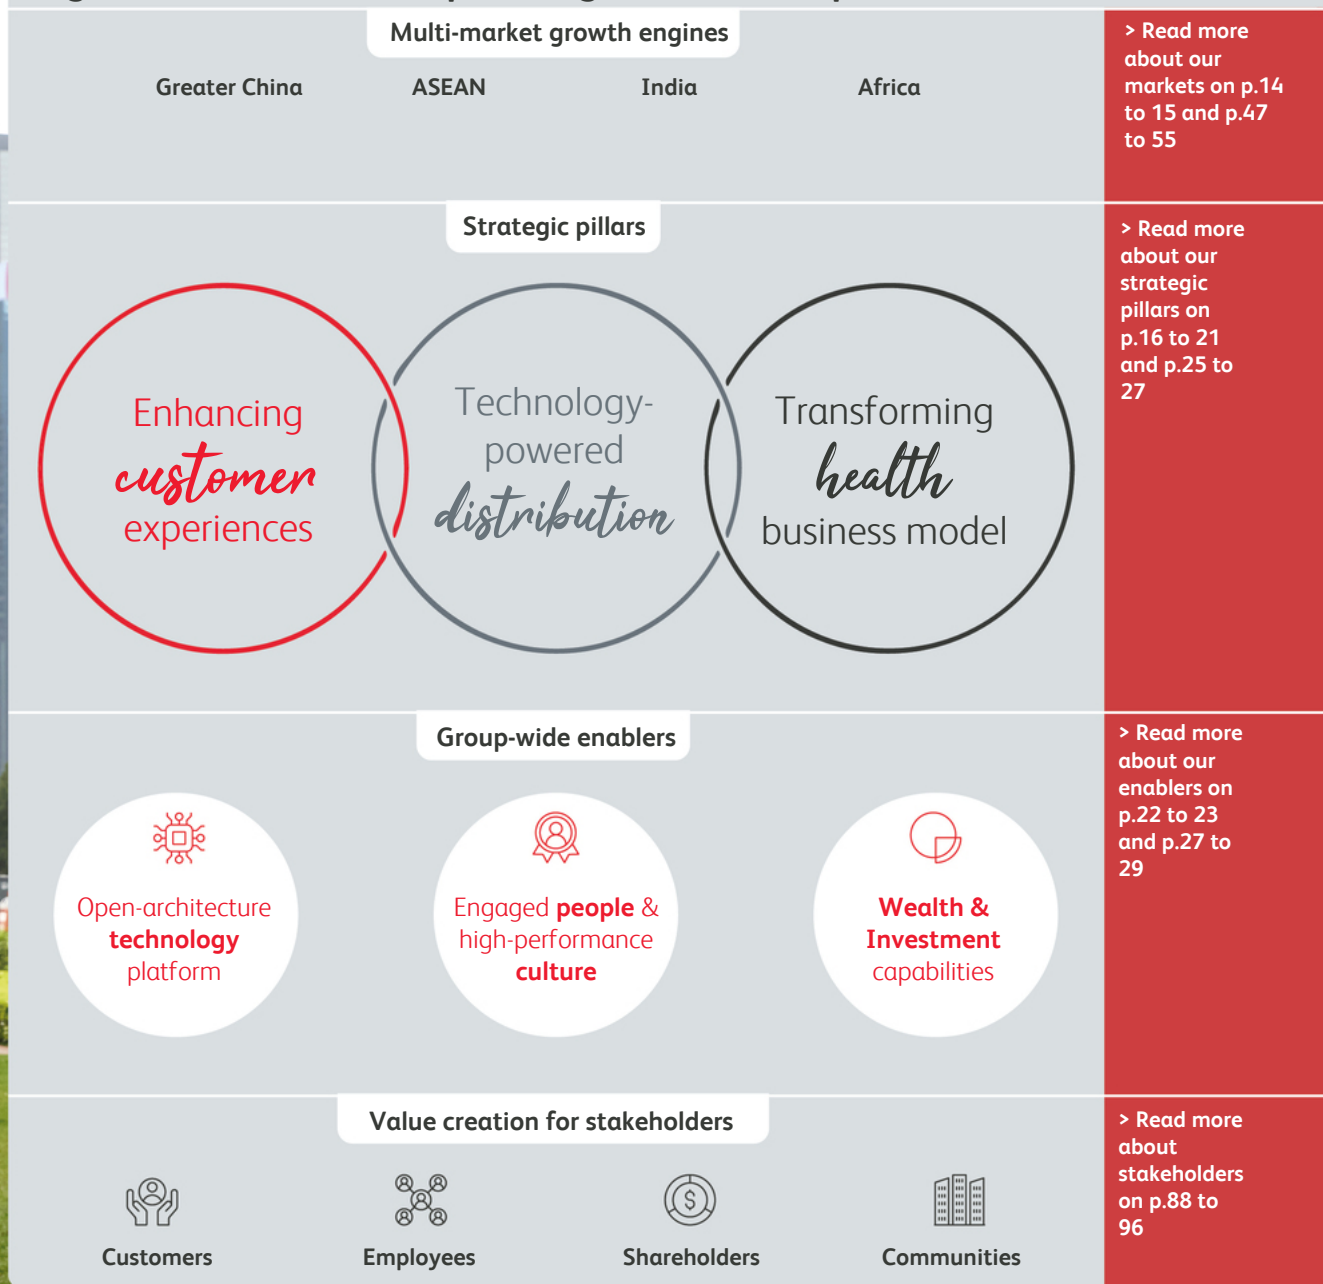 Multi-market growth engines
Greater China
ASEAN
India
Africa
> Read more
about our
markets on p.14
to 15 and p.47
to 55
Strategic pillars
Enhancing
customer
experiences
Technology-
powered
distribution
Transforming
health
business model
> Read more
about our
strategic
pillars on
p.16 to 21
and p.25 to
27
Group-wide enablers
Open-architecture
technology
platform
Engaged people &
high-performance
culture
Wealth &
Investment
capabilities
> Read more
about our
enablers on
p.22 to 23
and p.27 to
29
Value creation for stakeholders
Customers
Employees
Shareholders
Communities
> Read more
about
stakeholders
on p.88 to
96